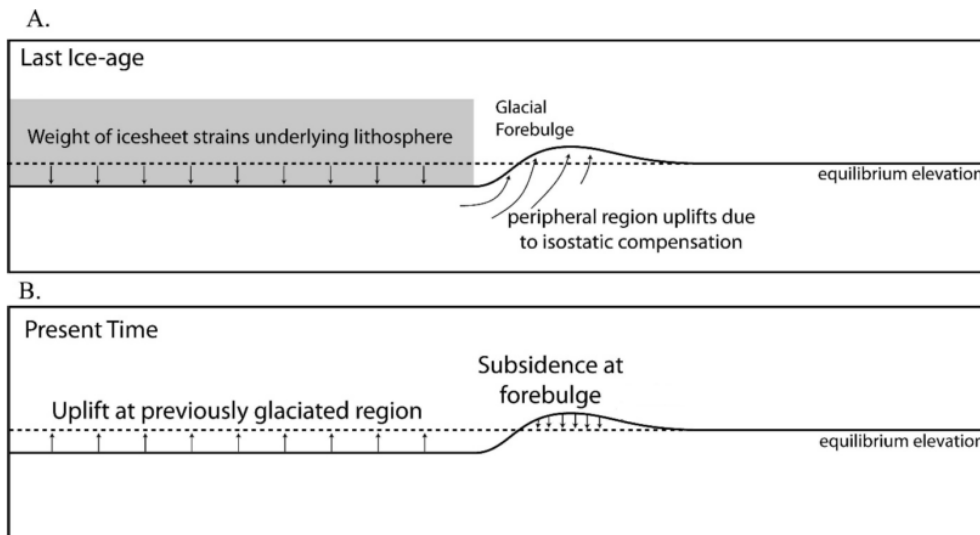 A.
Last Ice-age
Glacial
Forebulge
Weight of icesheet strains underlying lithosphere
equilibrium elevation
peripheral region uplifts due
to isostatic compensation
B.
Present Time
Subsidence at
forebulge
Uplift at previously glaciated region
equilibrium elevation